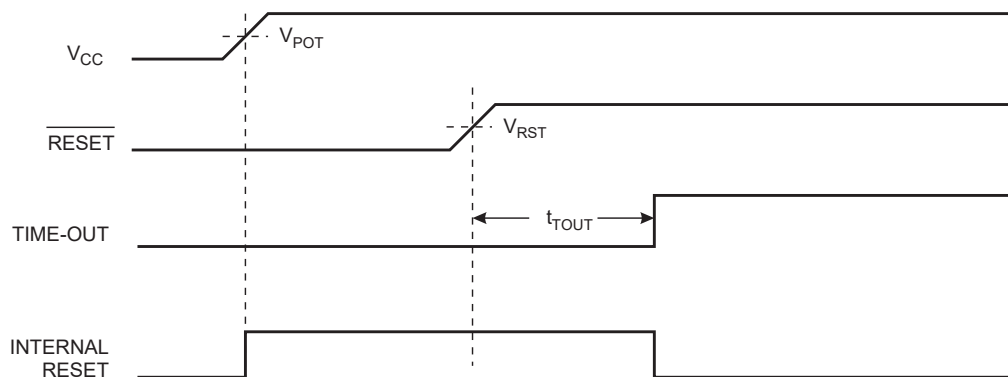 V_CC
V_POT
RESET
V_RST
TIME-OUT
t_TOUT
INTERNAL
RESET